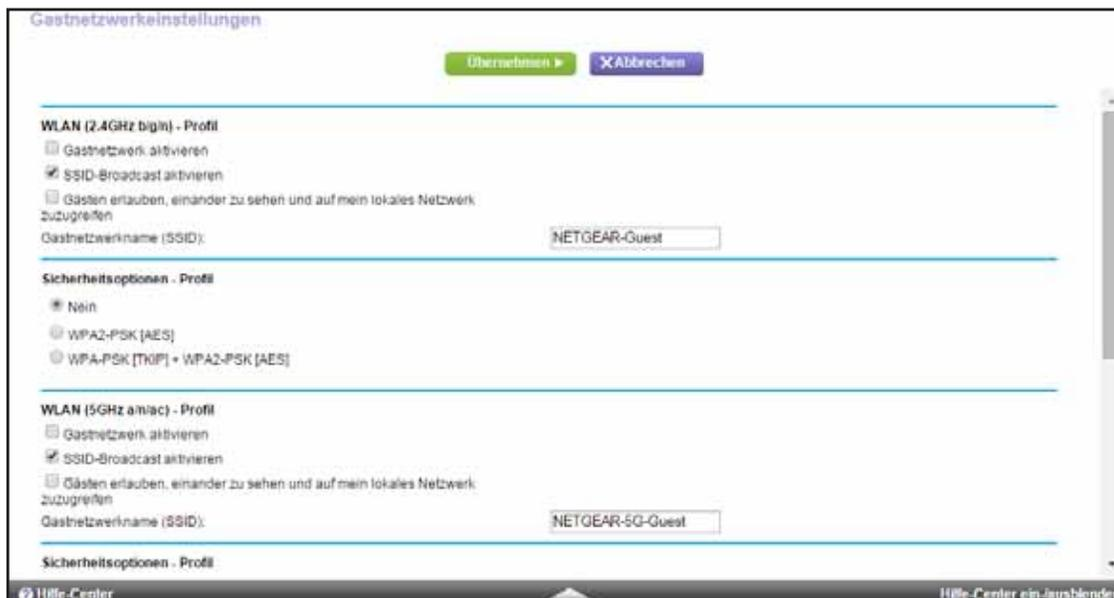 Gastnetzwerkeinstellungen
Übernehmen
Abbrechen
WLAN (2.4GHz b/g/n) - Profil
Gastnetzwerk aktivieren
SSID-Broadcast aktivieren
Gästen erlauben, einander zu sehen und auf mein lokales Netzwerk
zuzugreifen
Gastnetzwerkname (SSID): NETGEAR-Guest
Sicherheitsoptionen - Profil
Nein
WPA2-PSK [AES]
WPA-PSK [TKIP] + WPA2-PSK [AES]
WLAN (5GHz a/n/ac) - Profil
Gastnetzwerk aktivieren
SSID-Broadcast aktivieren
Gästen erlauben, einander zu sehen und auf mein lokales Netzwerk
zuzugreifen
Gastnetzwerkname (SSID): NETGEAR-5G-Guest
Sicherheitsoptionen - Profil
Hilfe-Center Hilfe-Center ein-/ausblenden